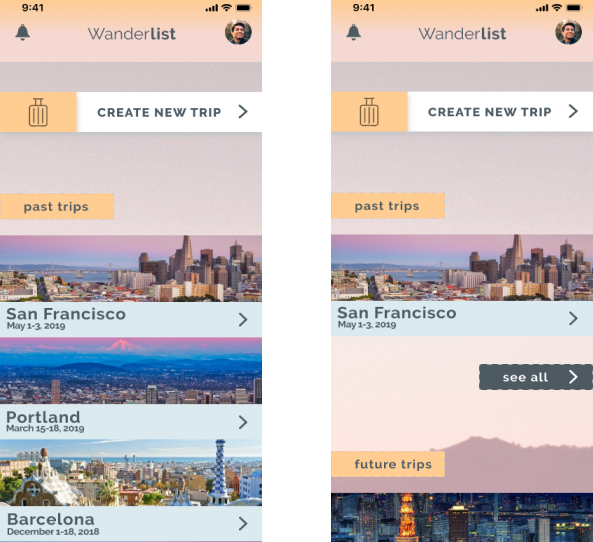 9:41
Wanderlist
CREATE NEW TRIP
past trips
San Francisco
May 1-3, 2019
Portland
March 15-18, 2019
Barcelona
December 1-18, 2018
9:41
Wanderlist
CREATE NEW TRIP
past trips
San Francisco
May 1-3, 2019
see all
future trips